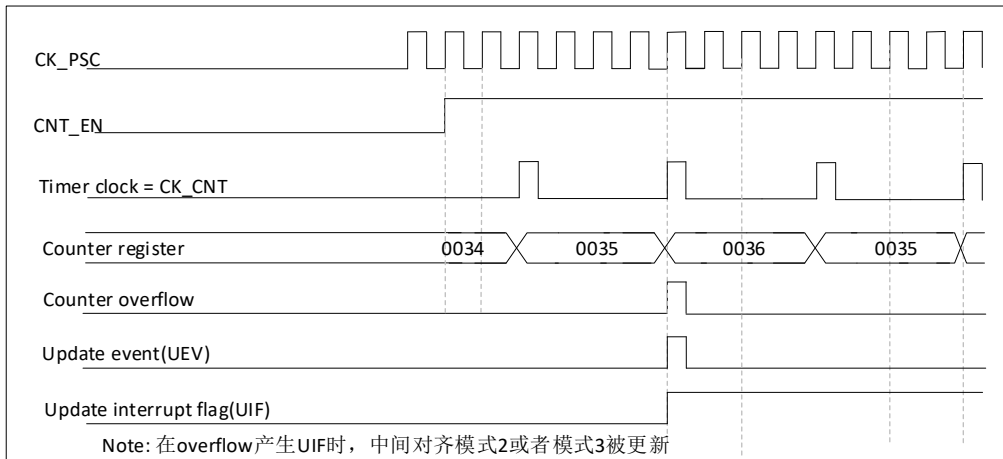 CK_PSC
CNT_EN
Timer clock = CK_CNT
Counter register 0034 0035 0036 0035
Counter overflow
Update event(UEV)
Update interrupt flag(UIF)
Note: 在overflow产生UIF时，中间对齐模式2或者模式3被更新